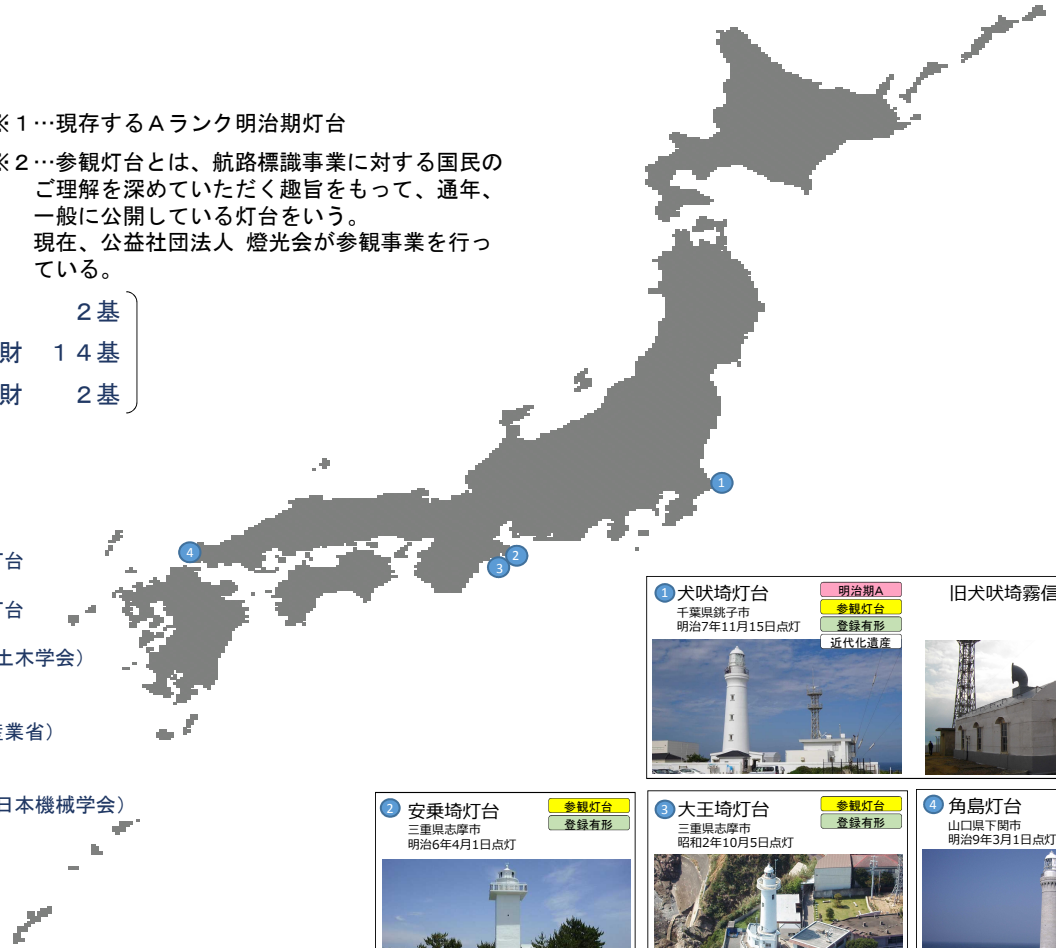 ※１…現存するＡランク明治期灯台
※２…参観灯台とは、航路標識事業に対する国民の
ご理解を深めていただく趣旨をもって、通年、
一般に公開している灯台をいう。
現在、公益社団法人 燈光会が参観事業を行っ
ている。
２基
財 １４基
財 ２基
灯台
灯台
土木学会）
産業省）
日本機械学会）
1
2
3
4
1 犬吠埼灯台
千葉県銚子市
明治7年11月15日点灯
明治期A
参観灯台
登録有形
近代化遺産
旧犬吠埼霧信
2 安乗埼灯台
三重県志摩市
明治6年4月1日点灯
参観灯台
登録有形
3 大王埼灯台
三重県志摩市
昭和2年10月5日点灯
参観灯台
登録有形
4 角島灯台
山口県下関市
明治9年3月1日点灯